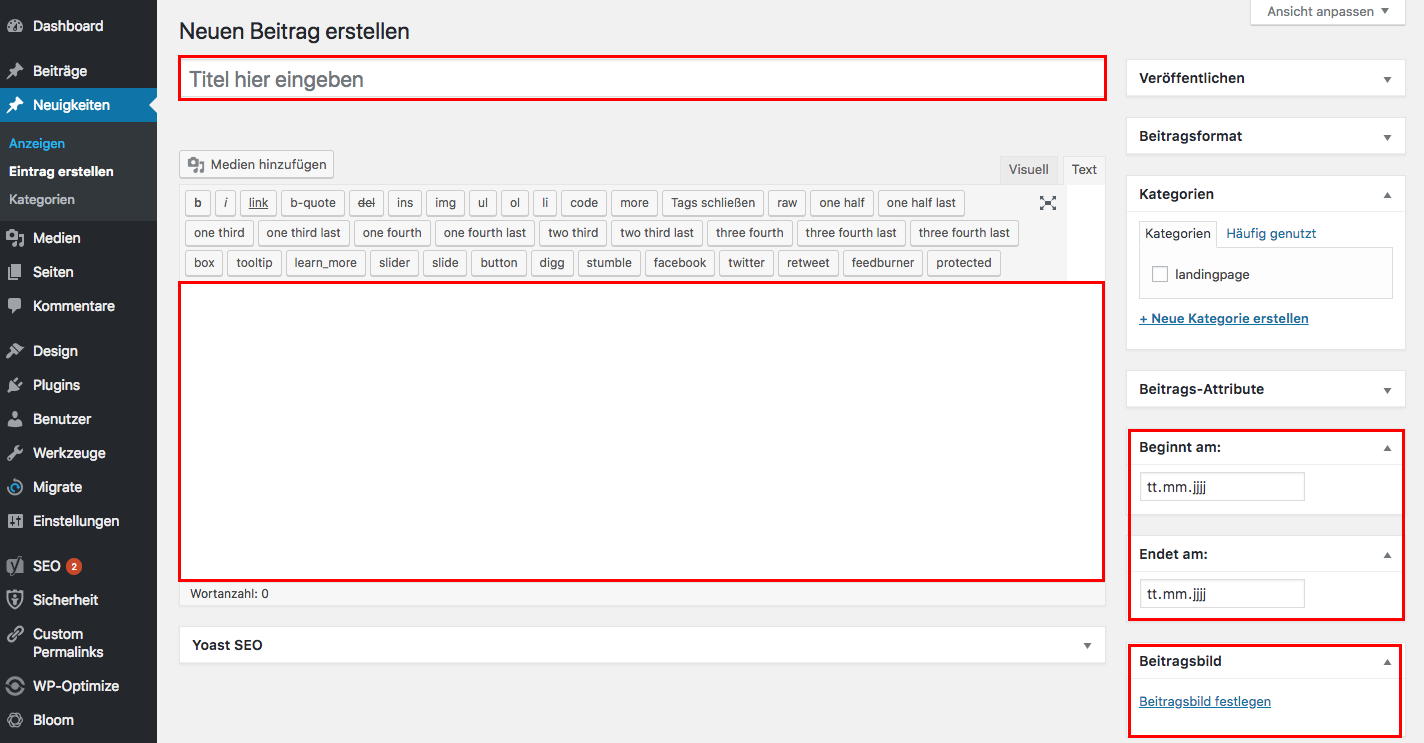 Dashboard
Beiträge
Neuigkeiten
Anzeigen
Eintrag erstellen
Kategorien
Medien
Seiten
Kommentare
Design
Plugins
Benutzer
Werkzeuge
Migrate
Einstellungen
SEO 2
Sicherheit
Custom
Permalinks
WP-Optimize
Bloom
Ansicht anpassen
Neuen Beitrag erstellen
Titel hier eingeben
Medien hinzufügen
Visuell Text
b i link b-quote del ins img ul ol li code more Tags schließen raw one half one half last
one third one third last one fourth one fourth last two third two third last three fourth three fourth last three fourth last
box tooltip learn_more slider slide button digg stumble facebook twitter retweet feedburner protected
Wortanzahl: 0
Yoast SEO
Veröffentlichen
Beitragsformat
Kategorien
Kategorien Häufig genutzt
landingpage
+ Neue Kategorie erstellen
Beitrags-Attribute
Beginnt am:
tt.mm.jjjj
Endet am:
tt.mm.jjjj
Beitragsbild
Beitragsbild festlegen